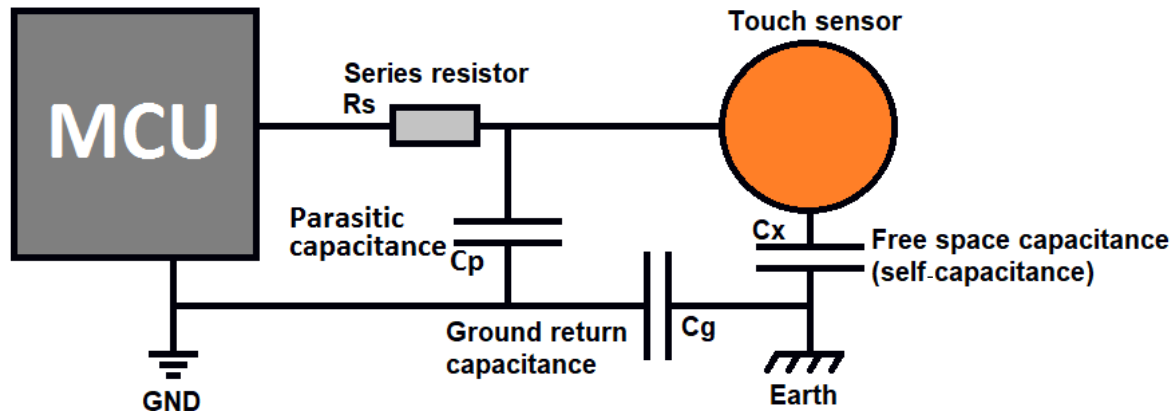 Touch sensor
Series resistor
Rs
MCU
Parasitic
capacitance
Cp
Cx
Free space capacitance
(self-capacitance)
Ground return
capacitance
Cg
GND
Earth